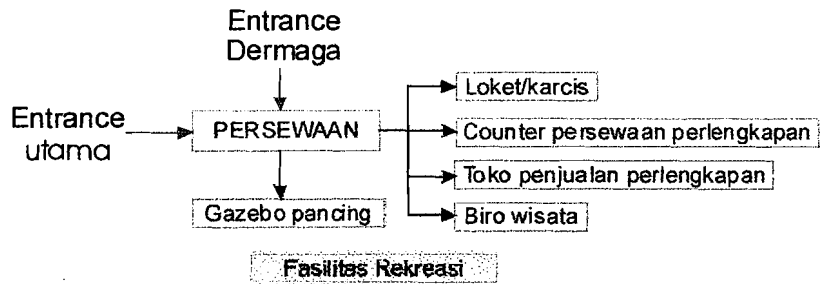 Entrance
Dermaga
Entrance
utama
PERSEWAAN
Loket/karcis
Counter persewaan perlengkapan
Toko penjualan perlengkapan
Biro wisata
Gazebo pancing
Fasilitas Rekreasi